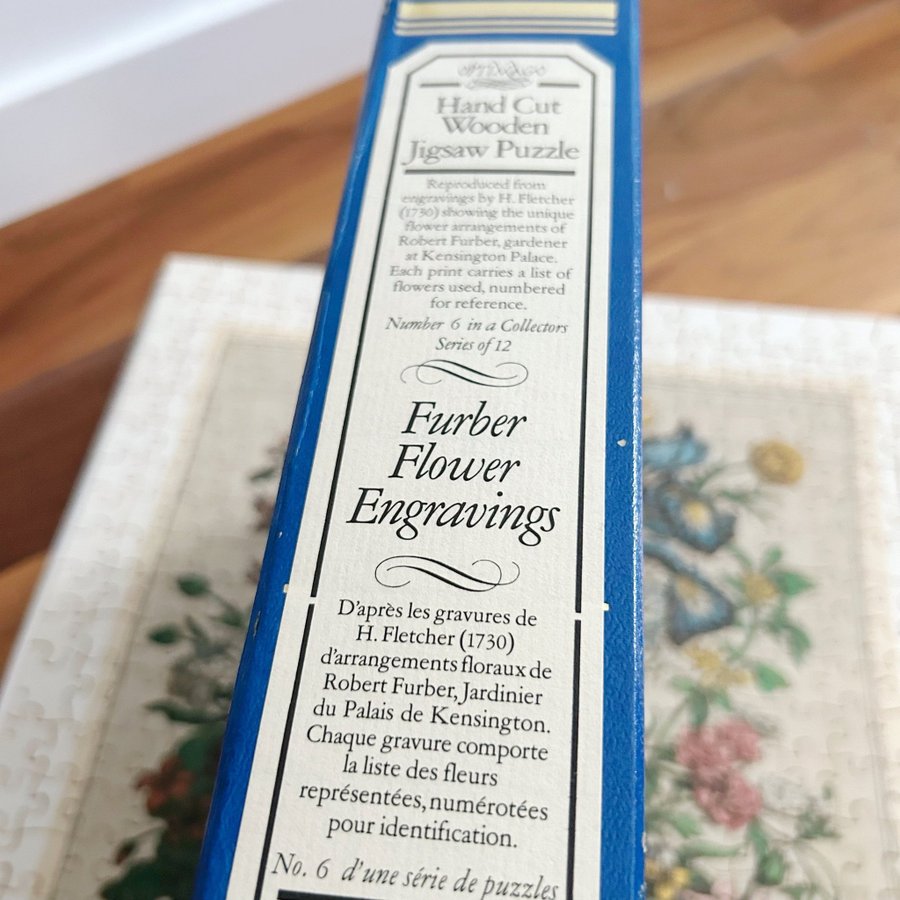 Hand Cut
Wooden
Jigsaw Puzzle
Reproduced from
engravings by H. Fletcher
(1730) showing the unique
flower arrangements of
Robert Furber, gardener
at Kensington Palace.
Each print carries a list of
flowers used, numbered
for reference.
Number 6 in a Collectors
Series of 12
Furber
Flower
Engravings
D'après les gravures de
H. Fletcher (1730)
d'arrangements floraux de
Robert Furber, Jardinier
du Palais de Kensington.
Chaque gravure comporte
la liste des fleurs
représentées, numérotées
pour identification.
No. 6 d'une série de puzzles